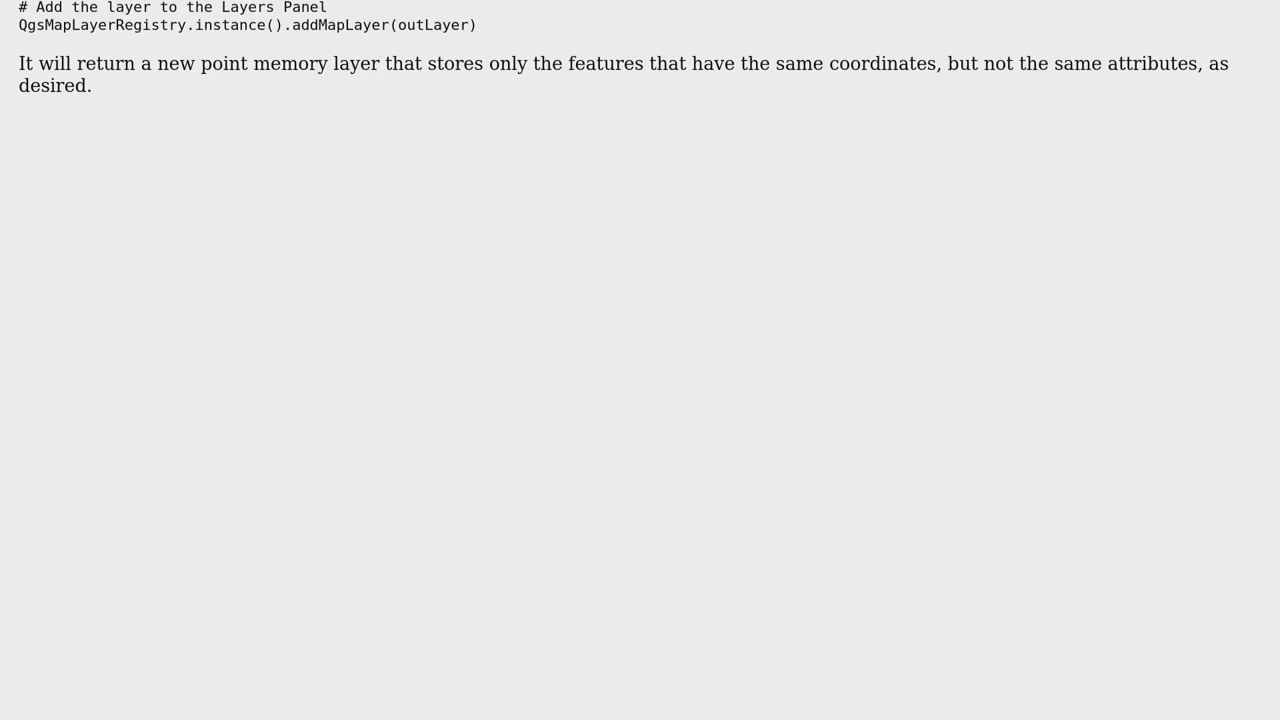 # Add the layer to the Layers Panel
QgsMapLayerRegistry.instance().addMapLayer(outLayer)
It will return a new point memory layer that stores only the features that have the same coordinates, but not the same attributes, as
desired.